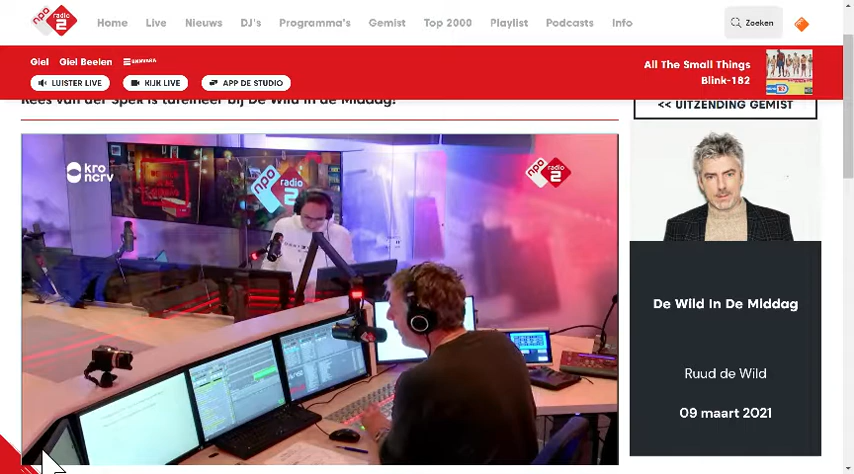 npo radio 2
Home Live Nieuws DJ's Programma's Gemist Top 2000 Playlist Podcasts Info
Zoeken
Giel Giel Beelen
LUISTER LIVE KIJK LIVE APP DE STUDIO
All The Small Things
Blink-182
Kees van der Spek is tafelheer bij De Wild in de Middag!
<< UITZENDING GEMIST
kro
ncrv
npo radio 2
npo radio 2
De Wild In De Middag
Ruud de Wild
09 maart 2021